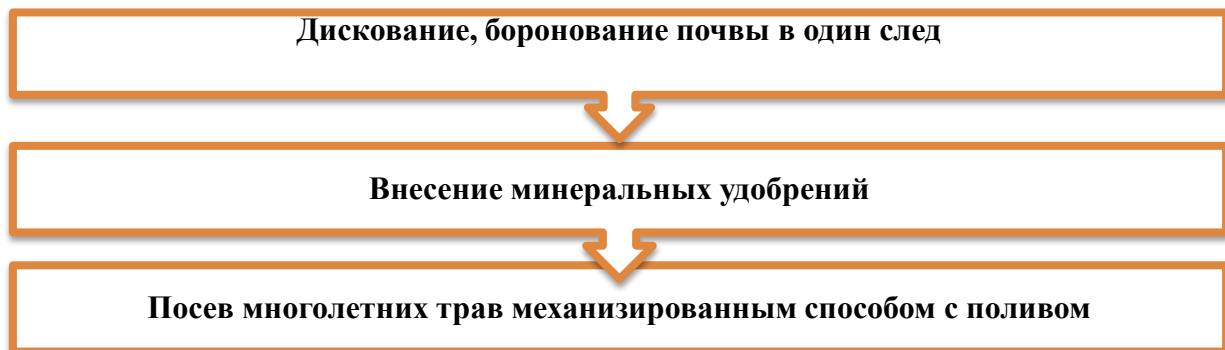 Дискование, боронование почвы в один след
Внесение минеральных удобрений
Посев многолетних трав механизированным способом с поливом